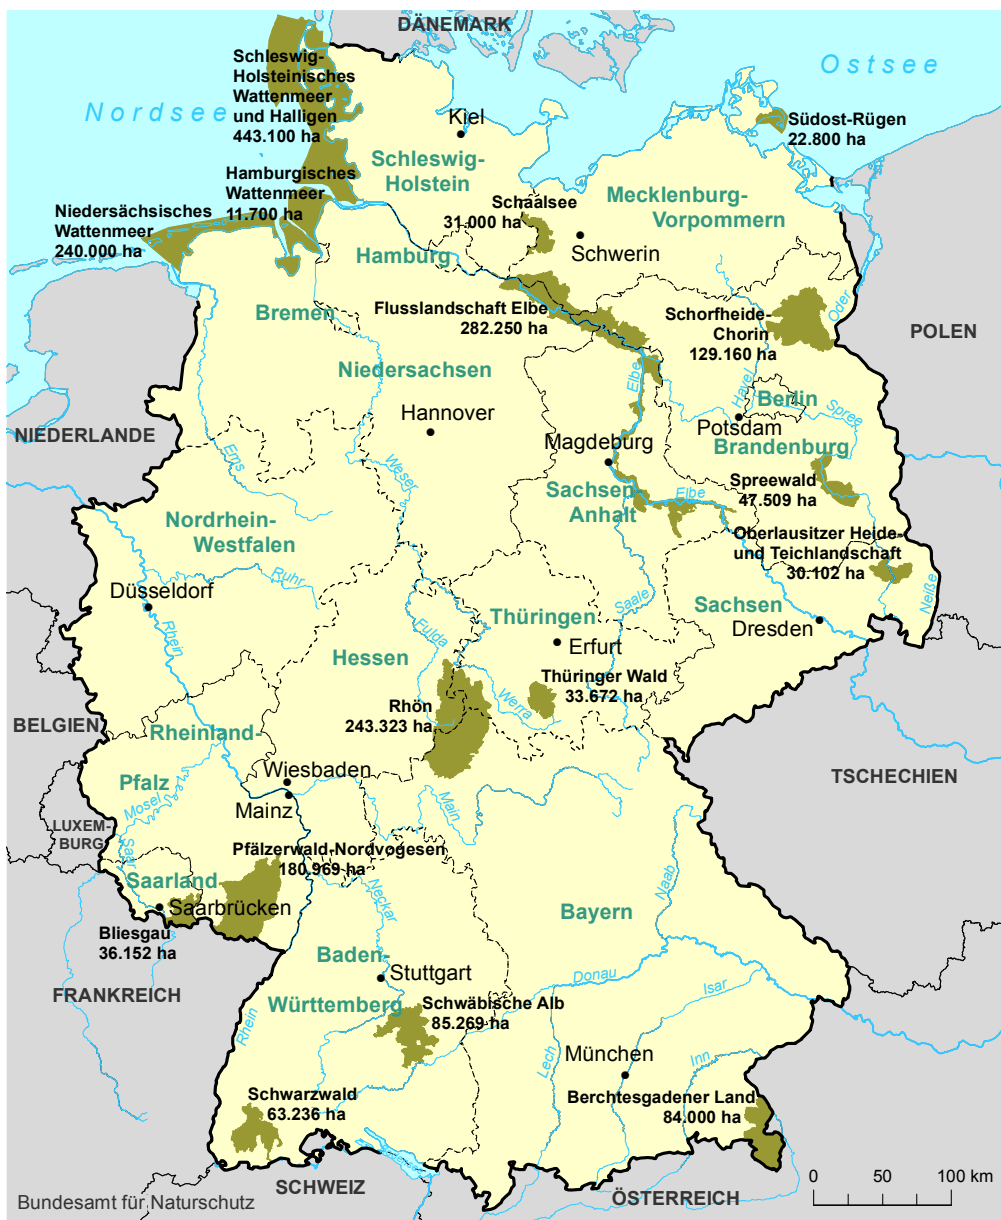 DÄNEMARK
Ostsee
Nordsee
Schleswig-
Holsteinisches
Wattenmeer
und Halligen
443.100 ha
Kiel
Südost-Rügen
22.800 ha
Schleswig-
Holstein
Hamburgisches
Wattenmeer
11.700 ha
Mecklenburg-
Vorpommern
Schaalsee
31.000 ha
Niedersächsisches
Wattenmeer
240.000 ha
Schwerin
Hamburg
Flusslandschaft Elbe
282.250 ha
Bremen
Schorfheide-
Chorin
129.160 ha
Oder
POLEN
Niedersachsen
Elbe
Havel
Berlin
Spree
Hannover
Potsdam
NIEDERLANDE
Magdeburg
Brandenburg
Ems
Weser
Spreewald
47.509 ha
Sachsen-
Anhalt
Elbe
Nordrhein-
Westfalen
Oberlausitzer Heide-
und Teichlandschaft
30.102 ha
Ruhr
Düsseldorf
Rhein
Thüringen
Saale
Sachsen
Dresden
Neiße
Fulda
Hessen
Erfurt
Thüringer Wald
33.672 ha
Rhön
243.323 ha
Werra
BELGIEN
Rheinland-
Pfalz
Wiesbaden
Mainz
Mosel
Main
TSCHECHIEN
LUXEM-
BURG
Saar
Pfälzerwald-Nordvogesen
180.969 ha
Saarland
Saarbrücken
Neckar
Naab
Bayern
Bliesgau
36.152 ha
Baden-
Württemberg
Stuttgart
Donau
Isar
FRANKREICH
Schwäbische Alb
85.269 ha
Rhein
Lech
München
Inn
Schwarzwald
63.236 ha
Berchtesgadener Land
84.000 ha
SCHWEIZ
ÖSTERREICH
0 50 100 km
Bundesamt für Naturschutz